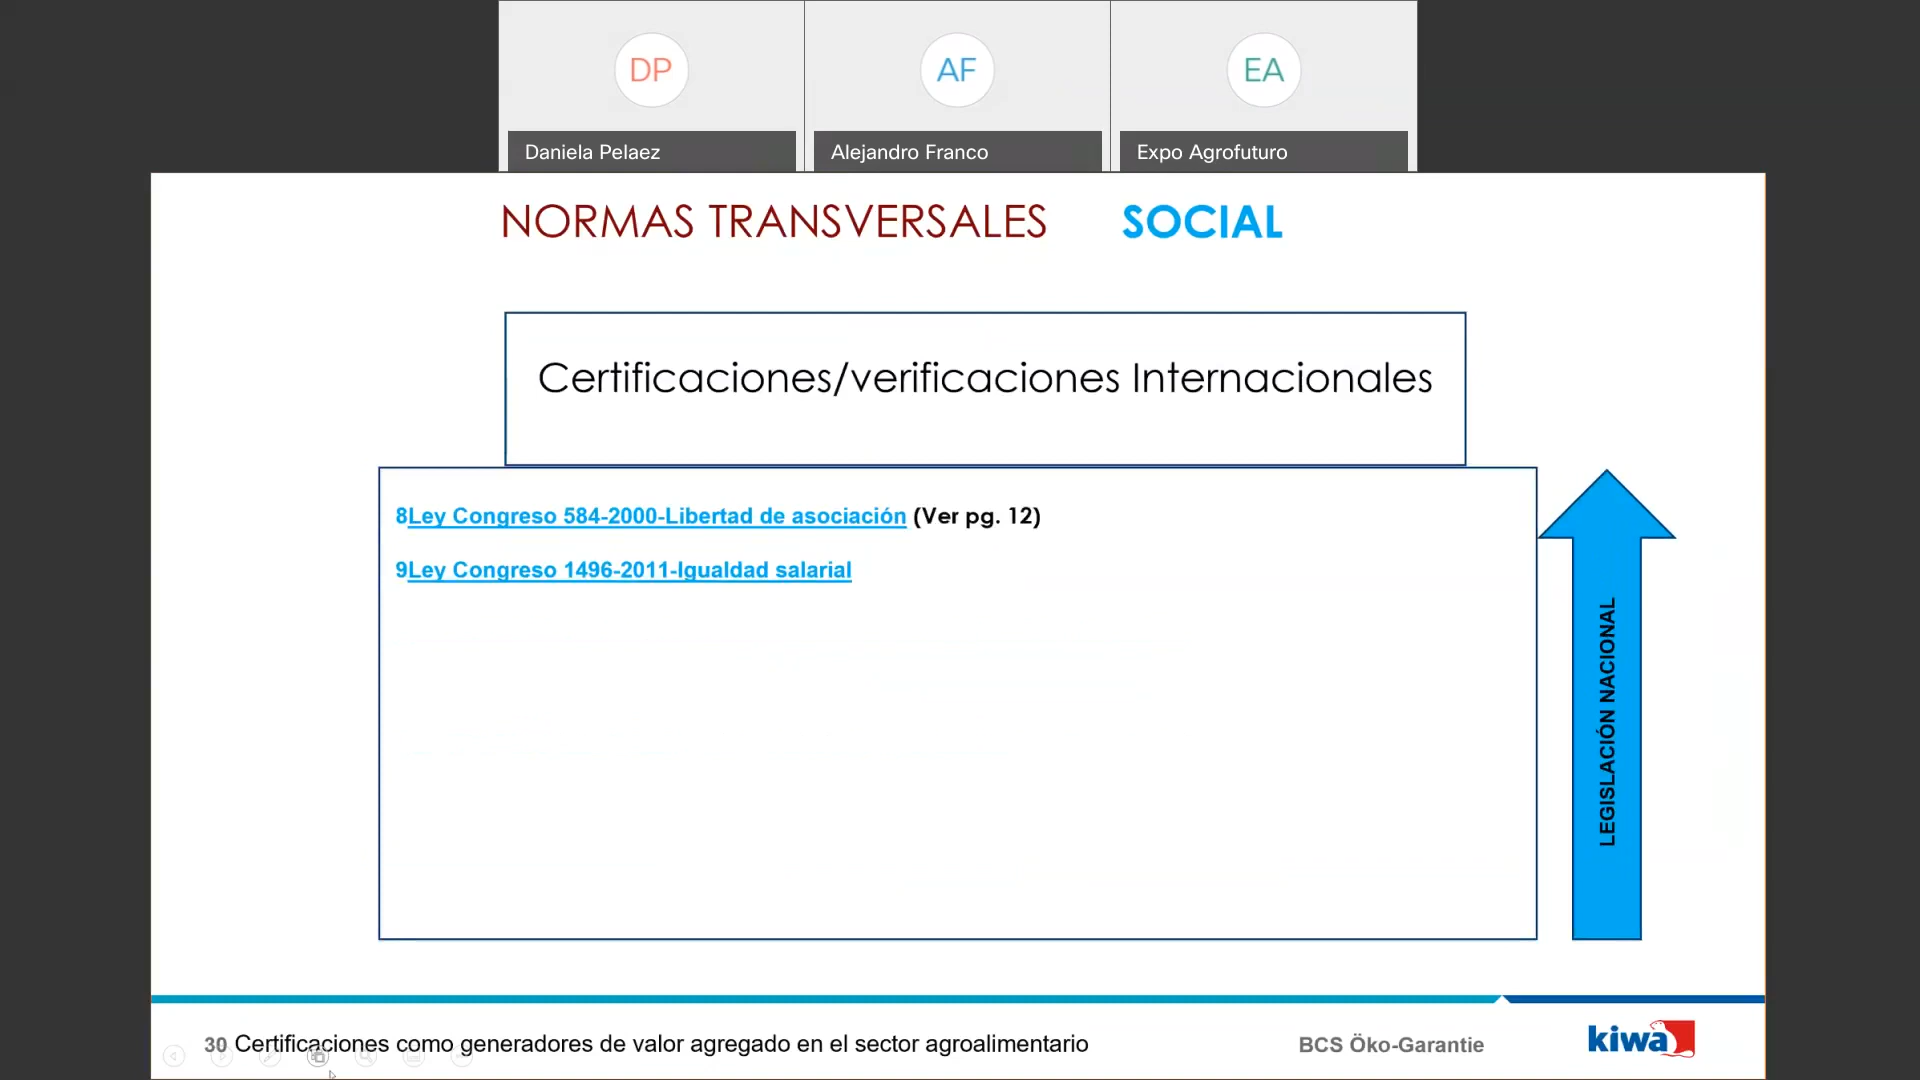 DP
AF
EA
Daniela Pelaez
Alejandro Franco
Expo Agrofuturo
NORMAS TRANSVERSALES SOCIAL
Certificaciones/verificaciones Internacionales
8Ley Congreso 584-2000-Libertad de asociación (Ver pg. 12)
9Ley Congreso 1496-2011-Igualdad salarial
LEGISLACIÓN NACIONAL
30 Certificaciones como generadores de valor agregado en el sector agroalimentario
BCS Öko-Garantie
kiwa